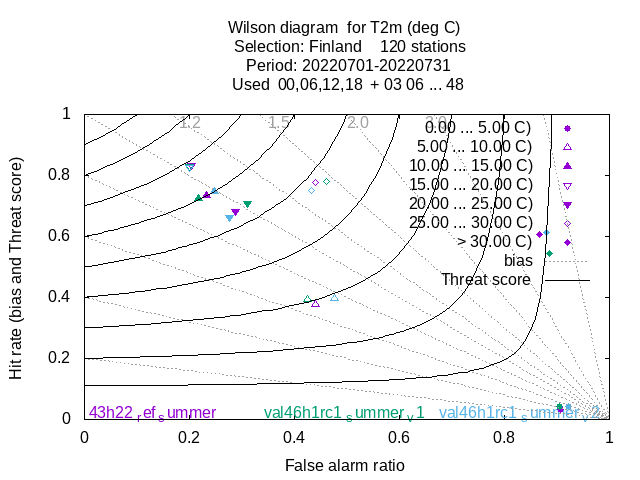 Wilson diagram  for T2m (deg C)
Selection: Finland    120 stations
Period: 20220701-20220731
Used  00,06,12,18  + 03 06 ... 48
Hit rate (bias and Threat score)
1
0.8
0.6
0.4
0.2
0
0 0.2 0.4 0.6 0.8 1
False alarm ratio
1.2 1.5 2.0
0.00 ... 5.00 C)
5.00 ... 10.00 C)
10.00 ... 15.00 C)
15.00 ... 20.00 C)
20.00 ... 25.00 C)
25.00 ... 30.00 C)
> 30.00 C)
bias
Threat score
43h22_ref_summer val46h1rc1_summer_v1 val46h1rc1_summer_v2